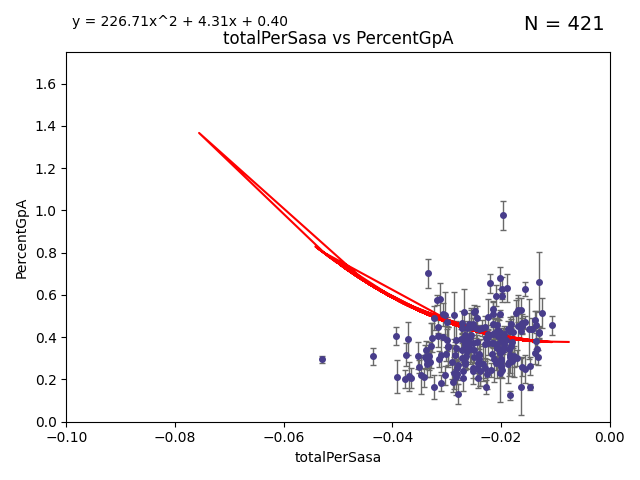 y = 226.71x^2 + 4.31x + 0.40
N = 421
totalPerSasa vs PercentGpA
PercentGpA
1.6
1.4
1.2
1.0
0.8
0.6
0.4
0.2
0.0
−0.10 −0.08 −0.06 −0.04 −0.02 0.00
totalPerSasa